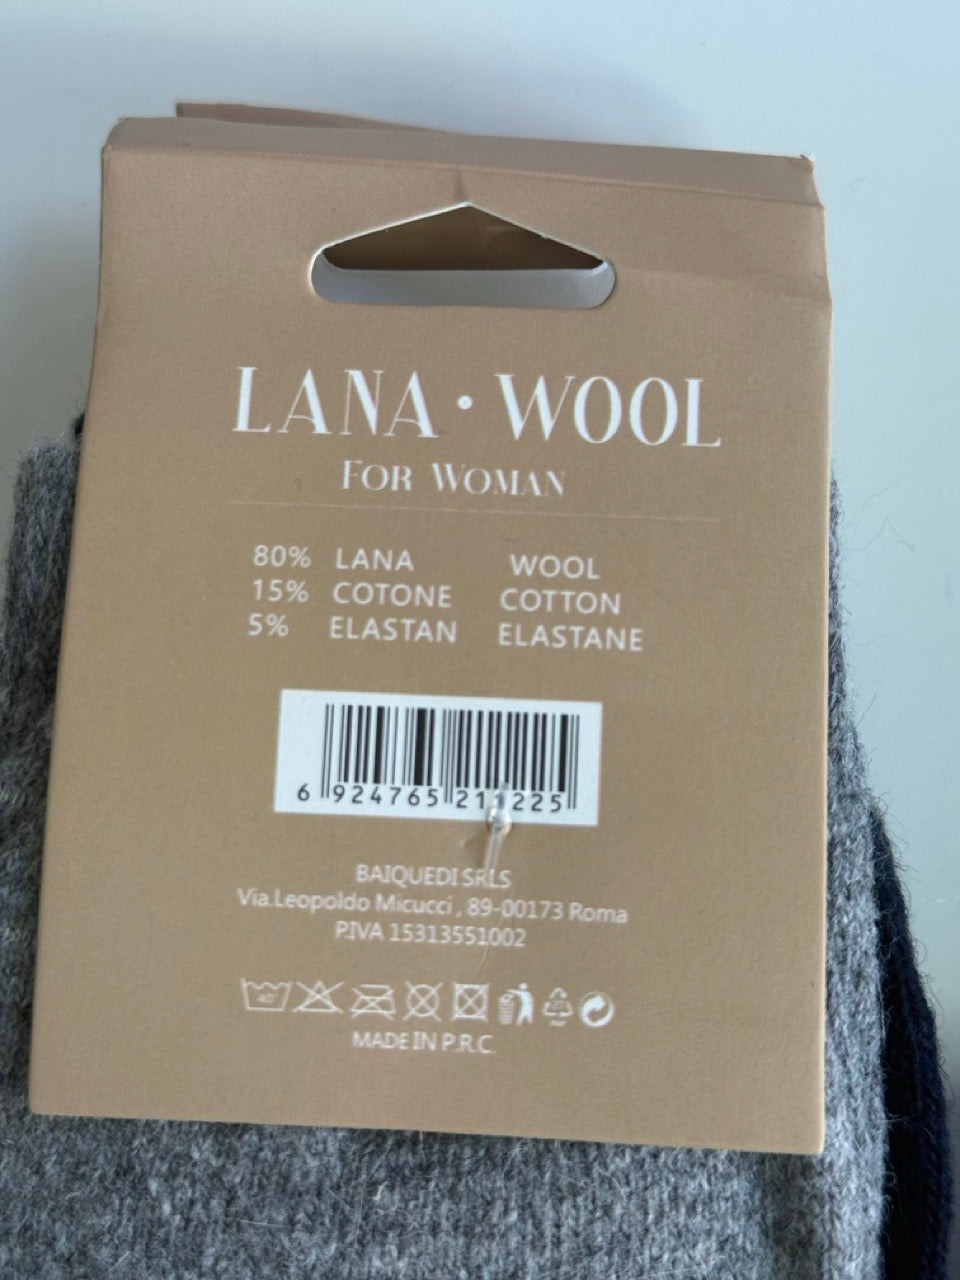 LANA • WOOL
FOR WOMAN
80% LANA WOOL
15% COTONE COTTON
5% ELASTAN ELASTANE
6 924765
BAIQUEDI SRLS
Via.Leopoldo Micucci , 89-00173 Roma
P.IVA 15313551002
40°
MADE IN P.R.C.